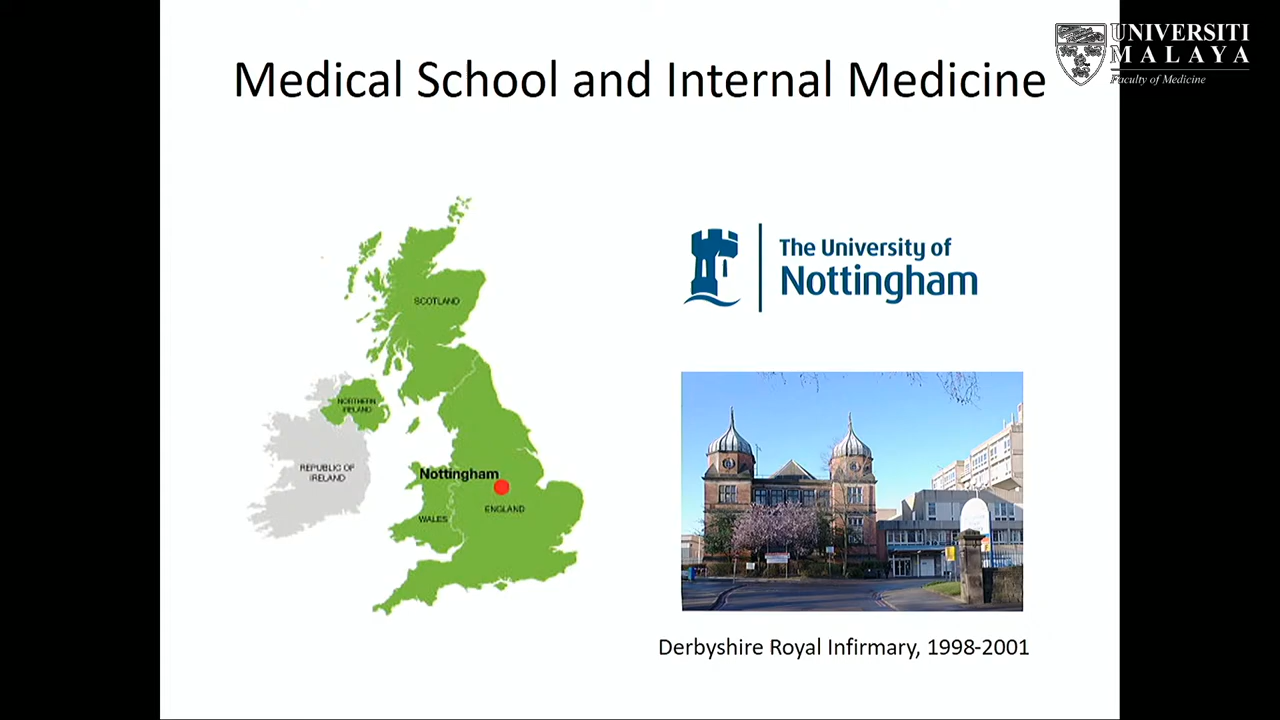 Medical School and Internal Medicine
UNIVERSITI
MALAYA
Faculty of Medicine
SCOTLAND
NORTHERN
IRELAND
REPUBLIC OF
IRELAND
Nottingham
ENGLAND
WALES
The University of
Nottingham
Derbyshire Royal Infirmary, 1998-2001